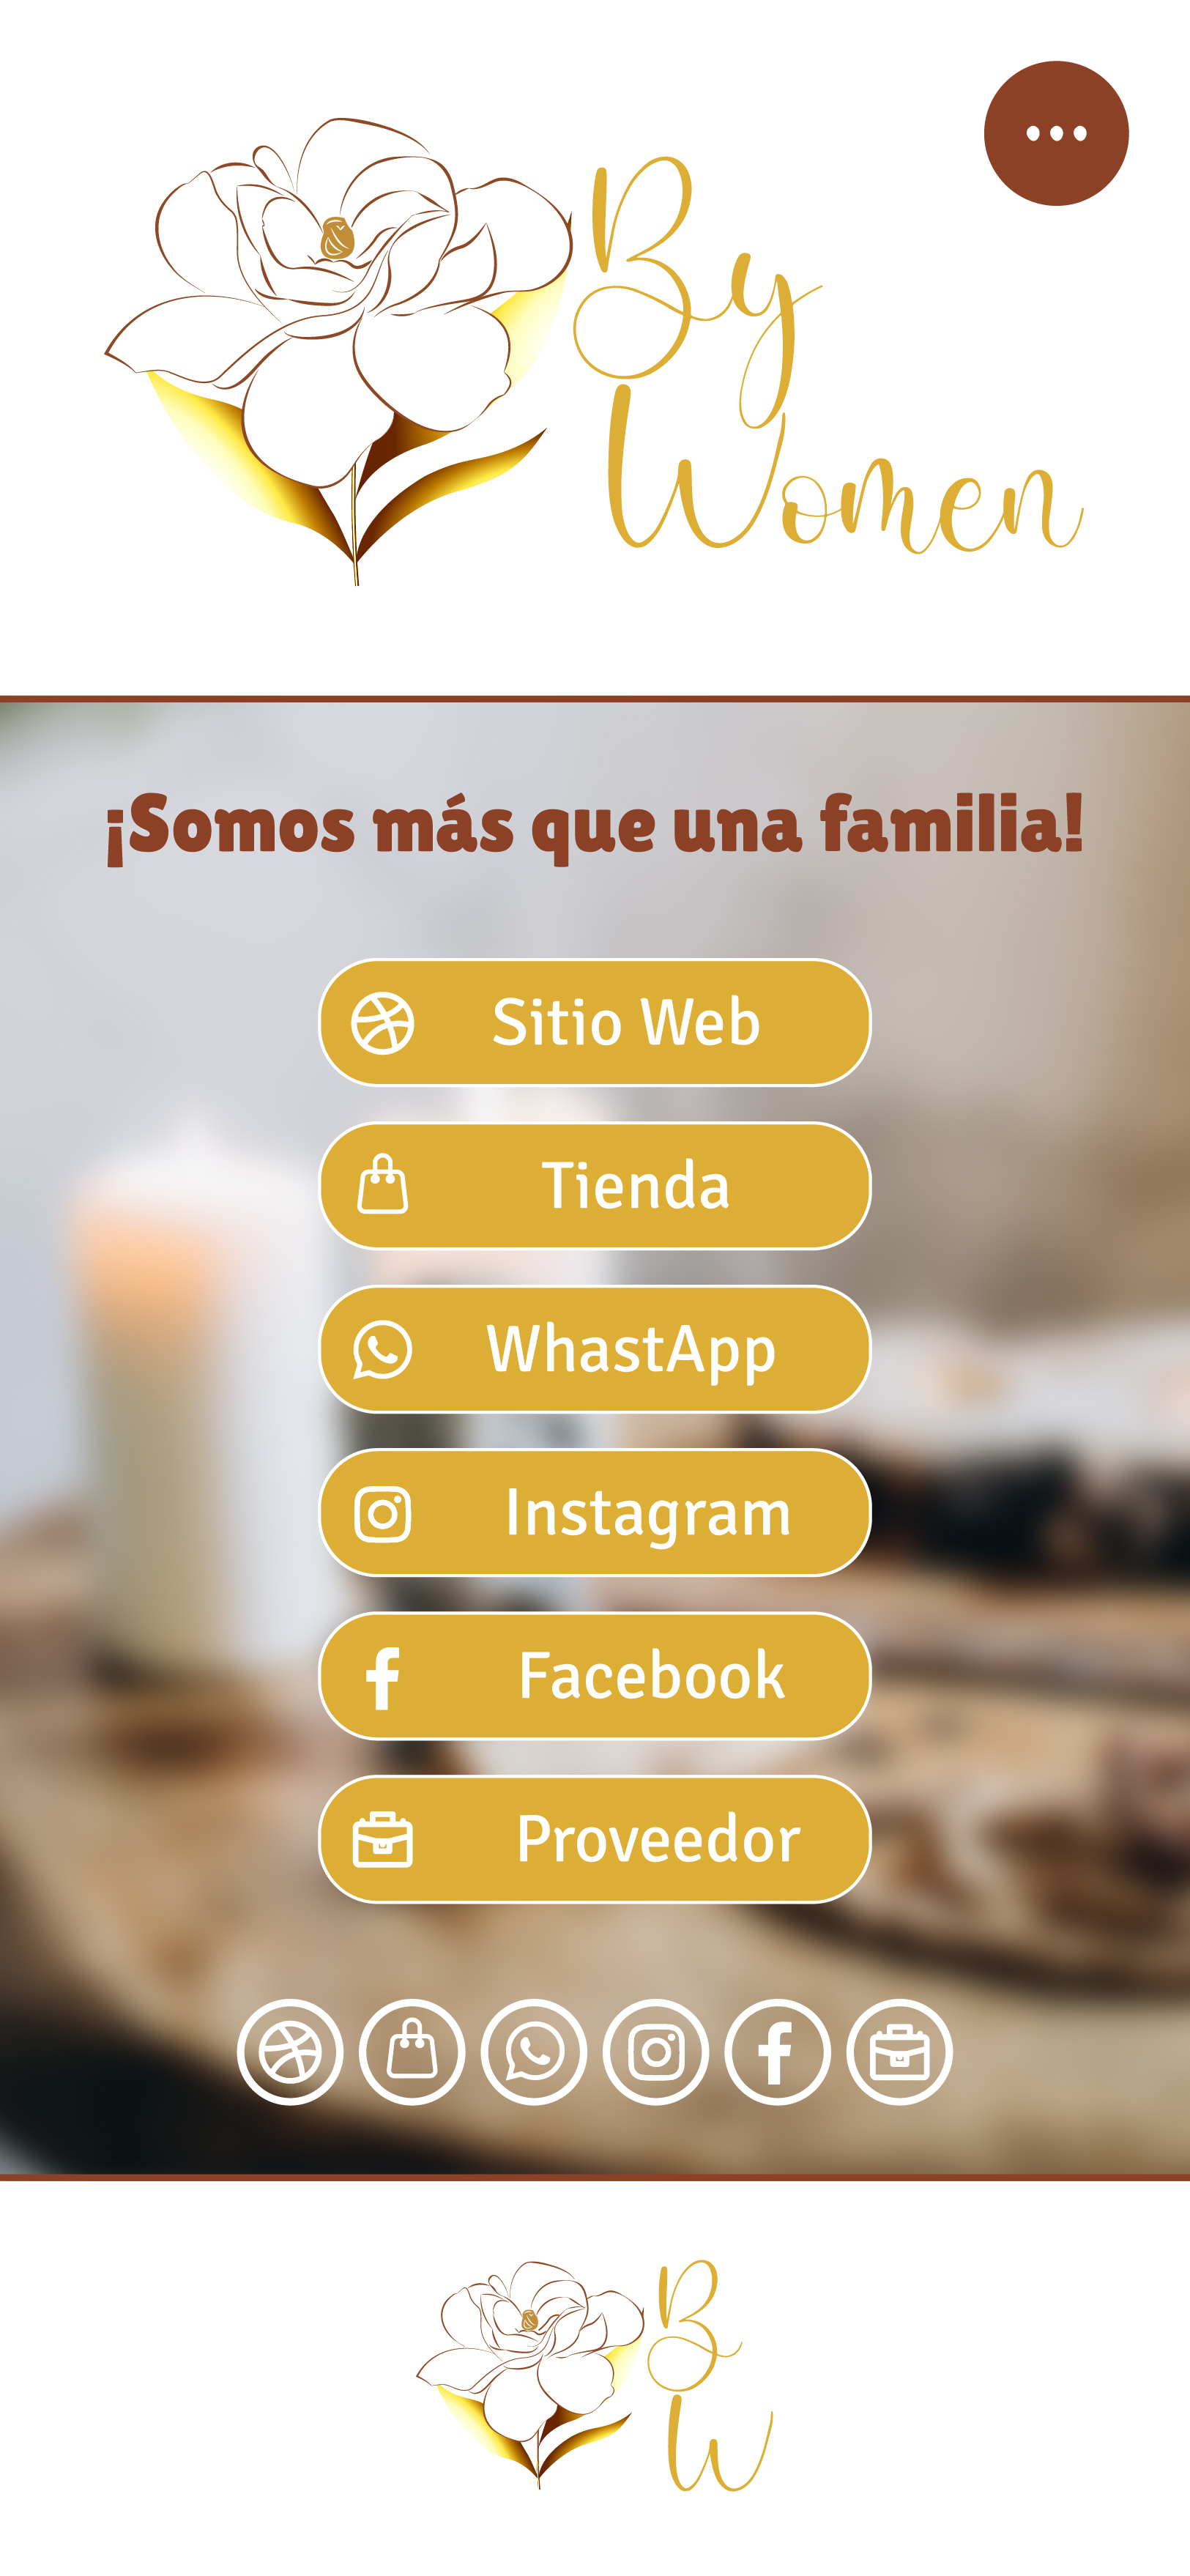 By
Women
¡Somos más que una familia!
Sitio Web
Tienda
WhastApp
Instagram
Facebook
Proveedor
B
W